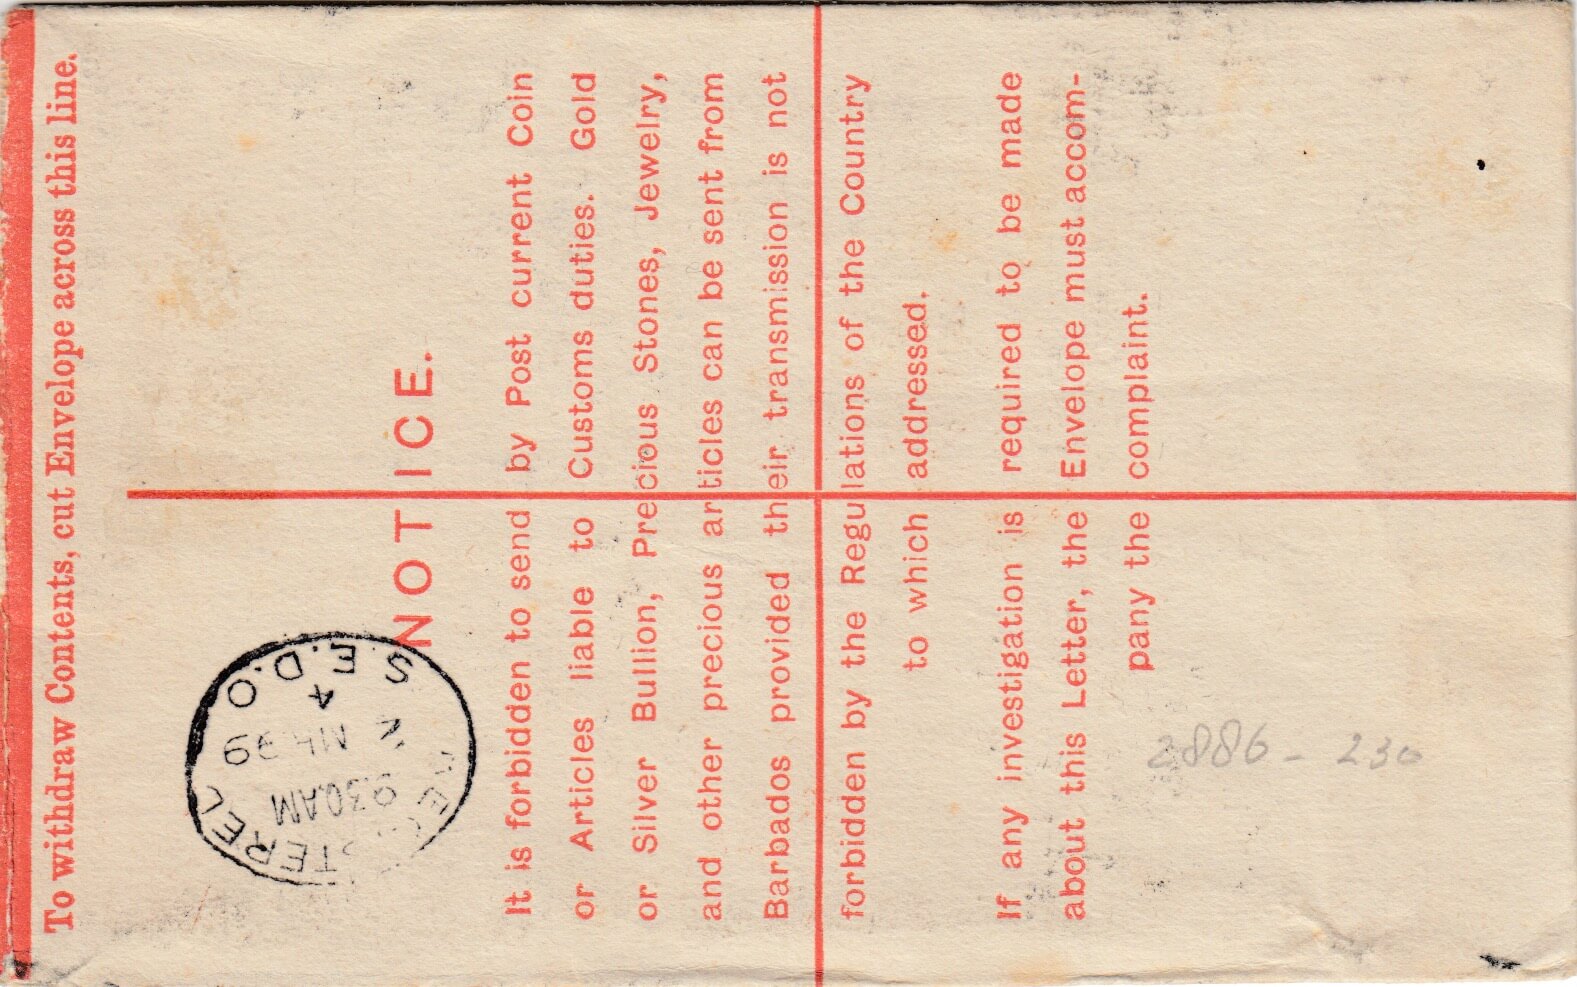 To withdraw Contents, cut Envelope across this line.
NOTICE.
It is forbidden to send by Post current Coin
or Articles liable to Customs duties. Gold
or Silver Bullion, Precious Stones, Jewelry,
and other precious articles can be sent from
Barbados provided their transmission is not
forbidden by the Regulations of the Country
to which addressed.
If any investigation is required to be made
about this Letter, the Envelope must accom-
pany the complaint.
9.30AM
MR 99
4
S.E.D.O
2886 - 230